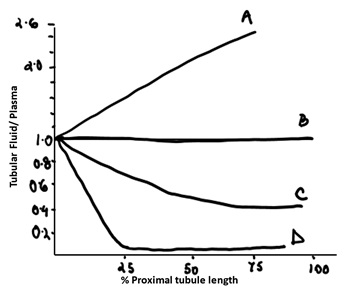 2.6
A
2.0
B
1.0
0.8
0.6
C
0.4
D
0.2
25 50 75 100
Tubular Fluid/ Plasma
% Proximal tubule length